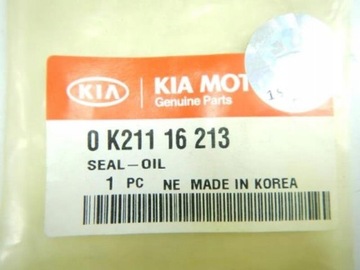 KIA
KIA MOT
Genuine Parts
0 K211 16 213
SEAL-OIL
1 PC NE MADE IN KOREA